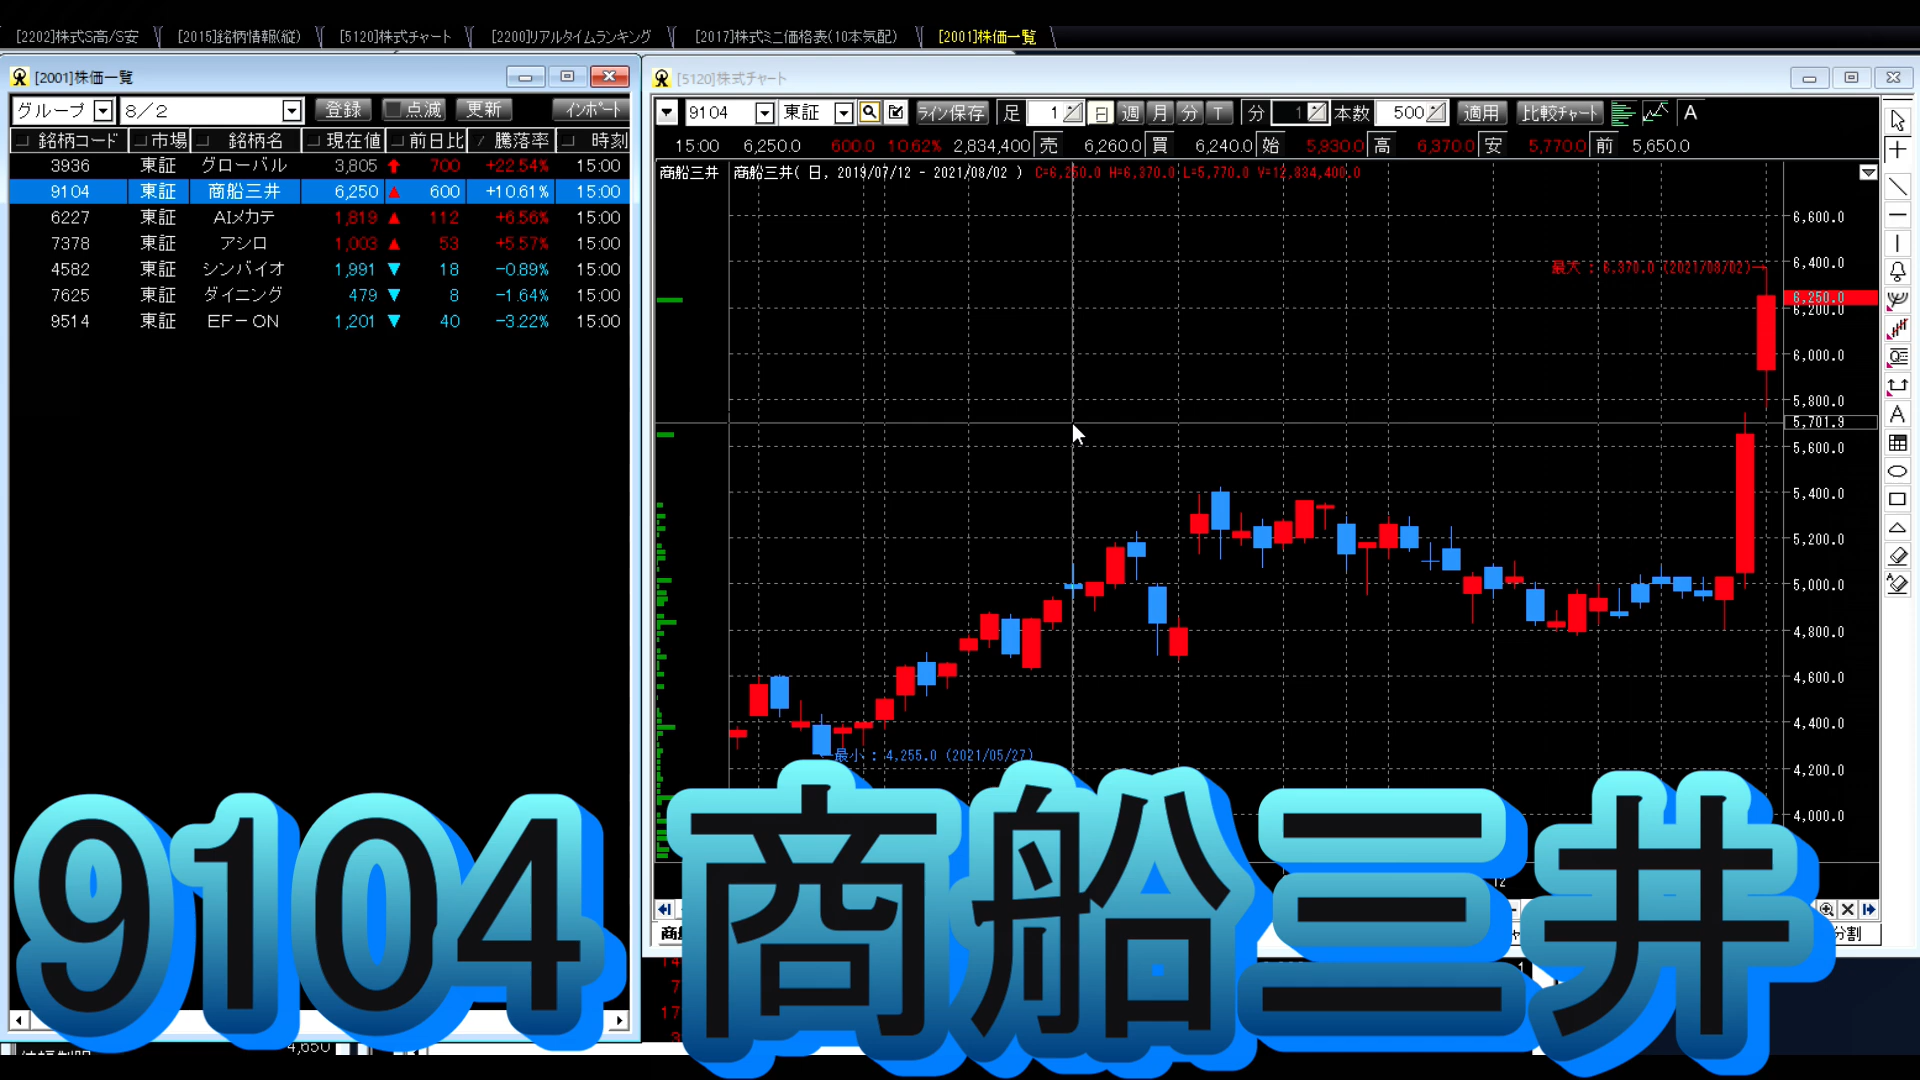 [2202]株式S高/S安
[2015]銘柄情報(縦)
[5120]株式チャート
[2200]リアルタイムランキング
[2017]株式ミニ価格表(10本気配)
[2001]株価一覧
[2001]株価一覧
グループ 8／2 登録 点滅 更新 インポート
銘柄コード 市場 銘柄名 現在値 前日比 騰落率 時刻
3936 東証 グローバル 3,805 700 +22.54% 15:00
9104 東証 商船三井 6,250 ▲ 600 +10.61% 15:00
6227 東証 AIメカテ 1,819 ▲ 112 +6.56% 15:00
7378 東証 アシロ 1,003 ▲ 53 +5.57% 15:00
4582 東証 シンバイオ 1,991 ▼ 18 -0.89% 15:00
7625 東証 ダイニング 479 ▼ 8 -1.64% 15:00
9514 東証 EF－ON 1,201 ▼ 40 -3.22% 15:00
[5120]株式チャート
9104 東証 ライン保存 足 1 日 週 月 分 T 分 1 本数 500 適用 比較チャート A
15:00 6,250.0 600.0 10.62% 2,834,400 売 6,260.0 買 6,240.0 始 5,930.0 高 6,370.0 安 5,770.0 前 5,650.0
商船三井 商船三井( 日, 2019/07/12 - 2021/08/02 ) C=6,250.0 H=6,370.0 L=5,770.0 V=12,834,400.0
6,600.0
6,400.0
最大 : 6,370.0 (2021/08/02)
6,250.0
6,200.0
6,000.0
5,800.0
5,701.9
5,600.0
5,400.0
5,200.0
5,000.0
4,800.0
4,600.0
4,400.0
最小 : 4,255.0 (2021/05/27)
4,200.0
4,000.0
A
12
分割
9104 商船三井
4,650